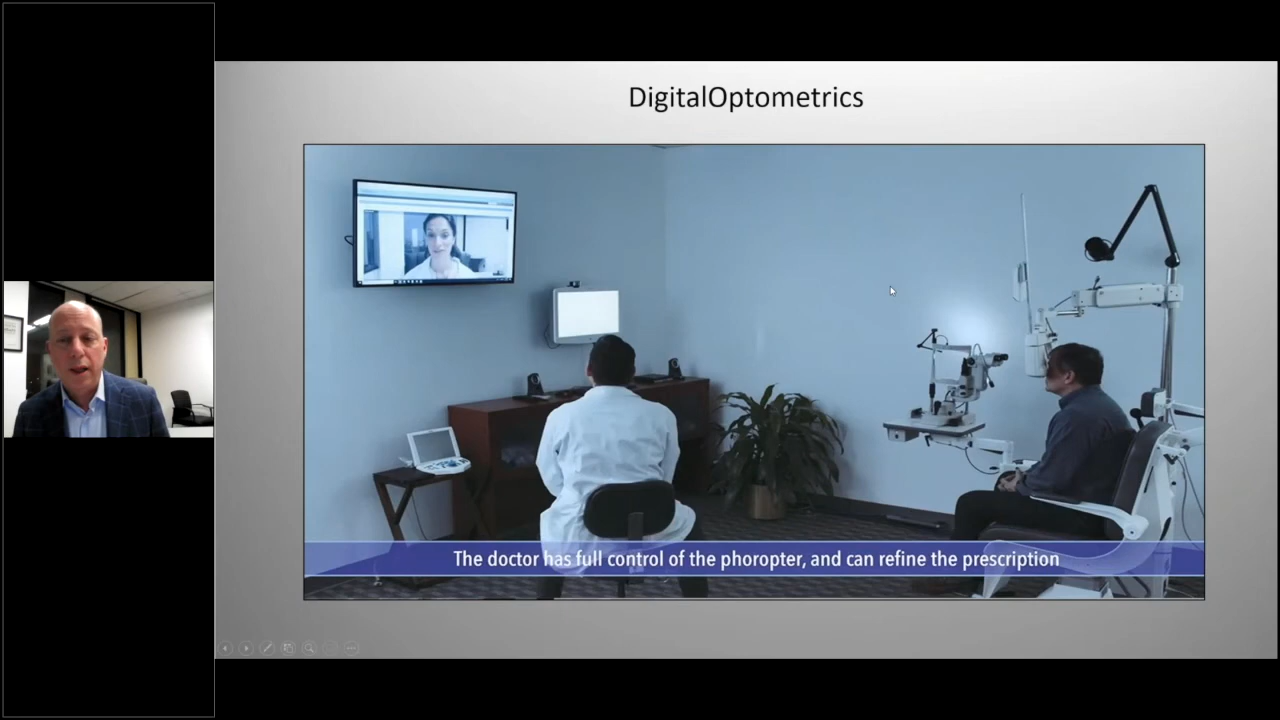 DigitalOptometrics
The doctor has full control of the phoropter, and can refine the prescription